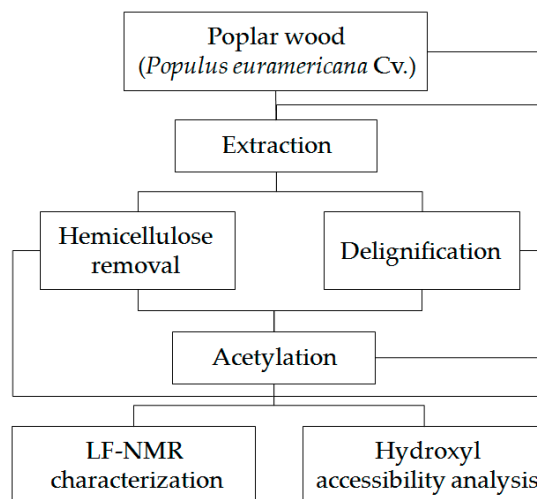 Poplar wood
(Populus euramericana Cv.)
Extraction
Hemicellulose
removal
Delignification
Acetylation
LF-NMR
characterization
Hydroxyl
accessibility analysis